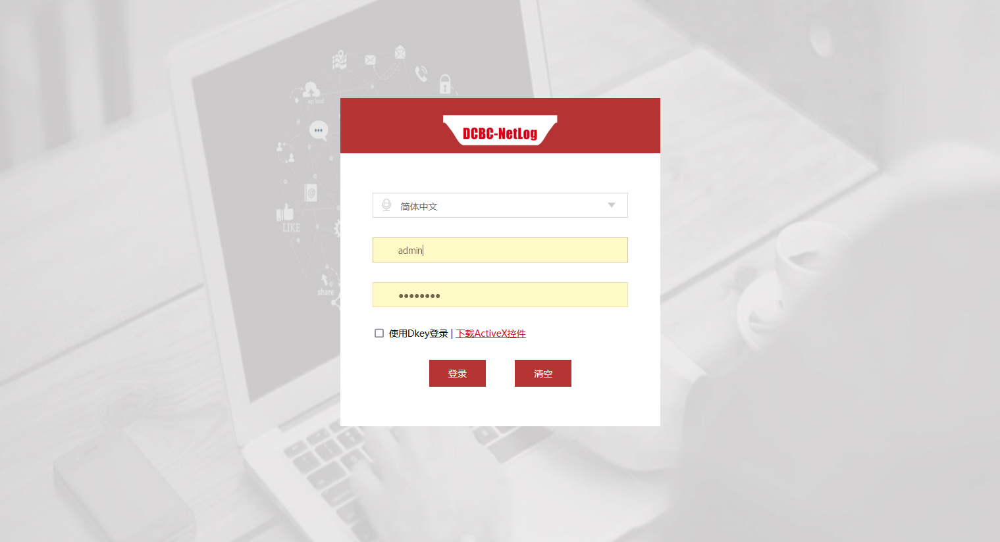 upload
LIKE
share
DCBC-NetLog
简体中文
admin
使用Dkey登录 | 下载ActiveX控件
登录
清空